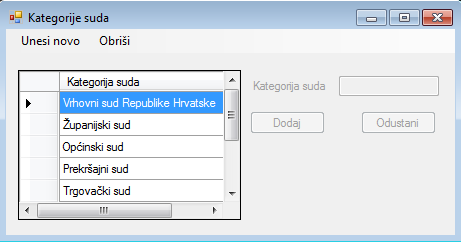 Kategorije suda
Unesi novo Obriši
Kategorija suda
Vrhovni sud Republike Hrvatske
Županijski sud
Općinski sud
Prekršajni sud
Trgovački sud
Kategorija suda
Dodaj Odustani